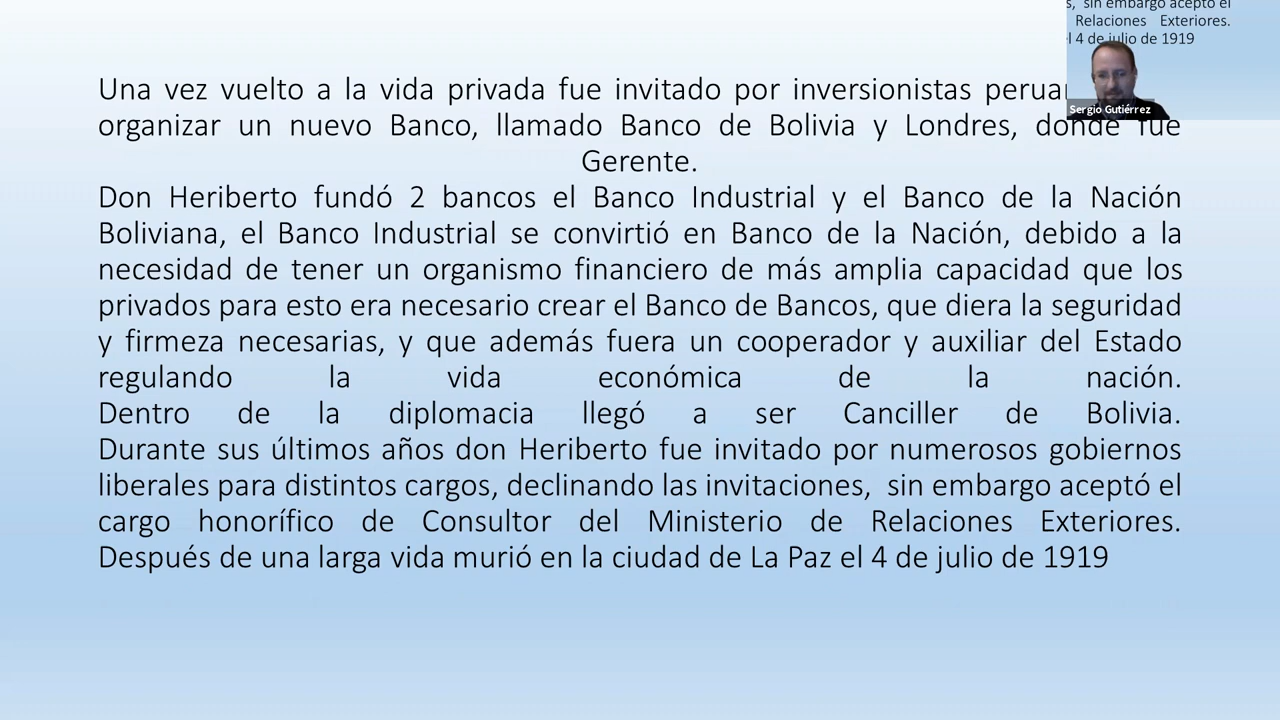 s, sin embargo aceptó el
Relaciones Exteriores.
l 4 de julio de 1919
Sergio Gutiérrez
Una vez vuelto a la vida privada fue invitado por inversionistas
organizar un nuevo Banco, llamado Banco de Bolivia y Londres, donde fue
Gerente.
Don Heriberto fundó 2 bancos el Banco Industrial y el Banco de la Nación
Boliviana, el Banco Industrial se convirtió en Banco de la Nación, debido a la
necesidad de tener un organismo financiero de más amplia capacidad que los
privados para esto era necesario crear el Banco de Bancos, que diera la seguridad
y firmeza necesarias, y que además fuera un cooperador y auxiliar del Estado
regulando la vida económica de la nación.
Dentro de la diplomacia llegó a ser Canciller de Bolivia.
Durante sus últimos años don Heriberto fue invitado por numerosos gobiernos
liberales para distintos cargos, declinando las invitaciones, sin embargo aceptó el
cargo honorífico de Consultor del Ministerio de Relaciones Exteriores.
Después de una larga vida murió en la ciudad de La Paz el 4 de julio de 1919